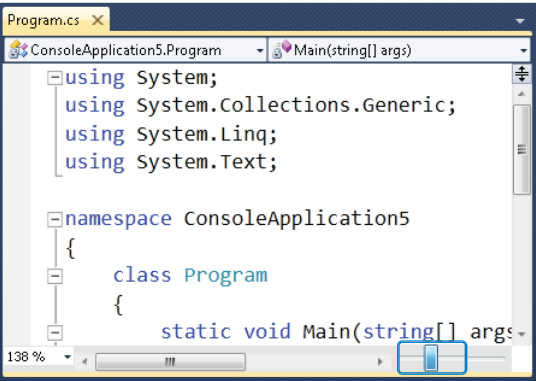 Program.cs
ConsoleApplication5.Program Main(string[] args)
using System;
using System.Collections.Generic;
using System.Linq;
using System.Text;
namespace ConsoleApplication5
{
class Program
{
static void Main(string[] args
138 %